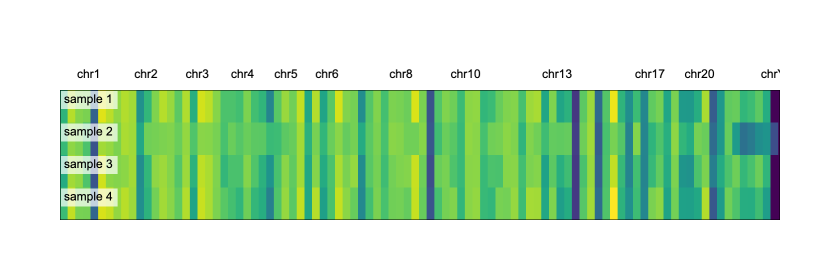 chr1 chr2 chr3 chr4 chr5 chr6 chr8 chr10 chr13 chr17 chr20
sample 1
sample 2
sample 3
sample 4